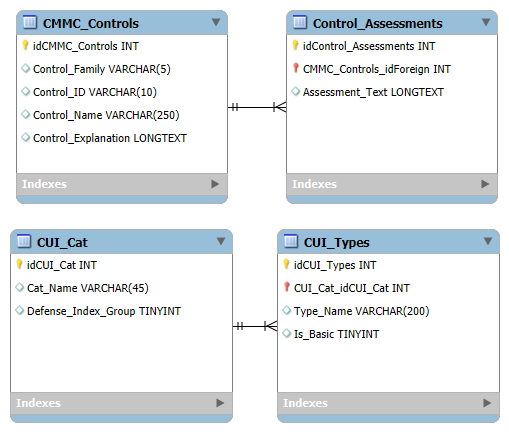 CMMC_Controls
idCMMC_Controls INT
Control_Family VARCHAR(5)
Control_ID VARCHAR(10)
Control_Name VARCHAR(250)
Control_Explanation LONGTEXT
Indexes
Control_Assessments
idControl_Assessments INT
CMMC_Controls_idForeign INT
Assessment_Text LONGTEXT
Indexes
CUI_Cat
idCUI_Cat INT
Cat_Name VARCHAR(45)
Defense_Index_Group TINYINT
Indexes
CUI_Types
idCUI_Types INT
CUI_Cat_idCUI_Cat INT
Type_Name VARCHAR(200)
Is_Basic TINYINT
Indexes